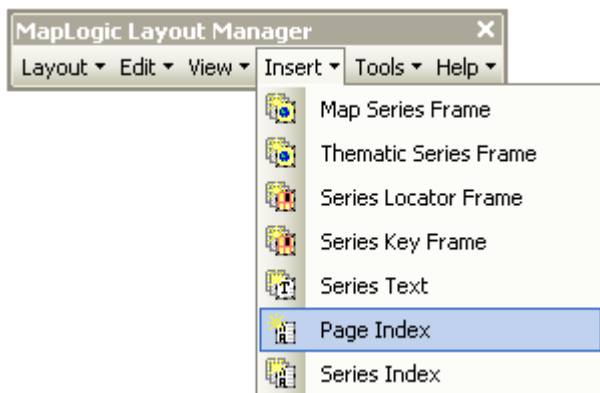 MapLogic Layout Manager
Layout Edit View Insert Tools Help
Map Series Frame
Thematic Series Frame
Series Locator Frame
Series Key Frame
Series Text
Page Index
Series Index